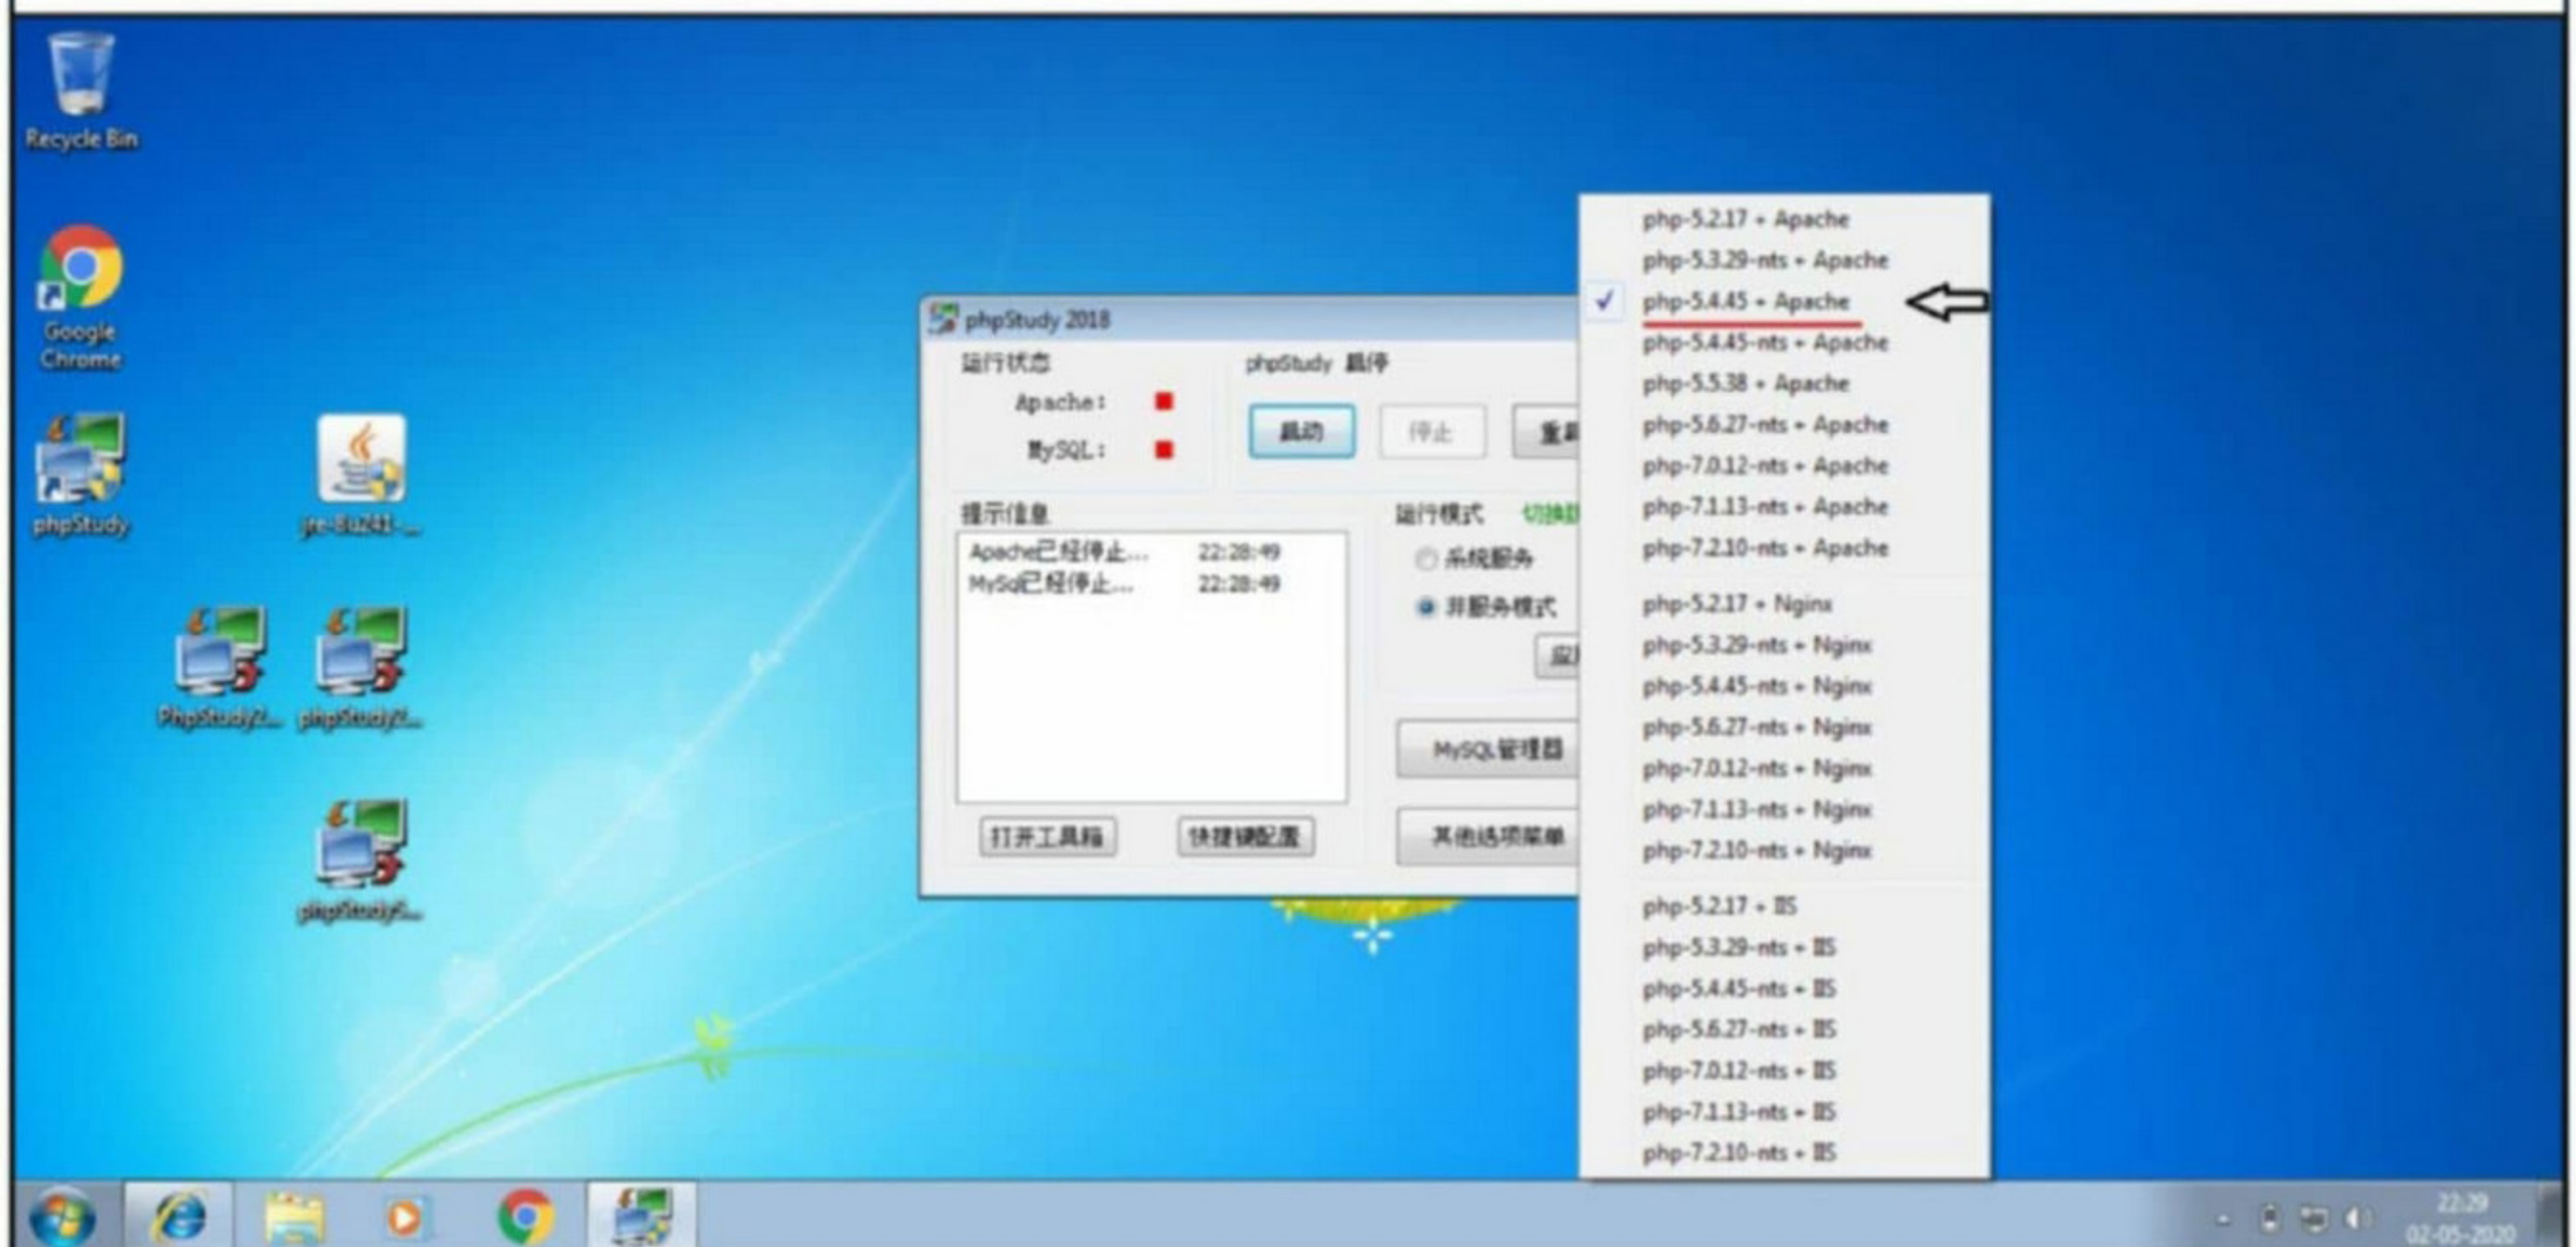 Recycle Bin
Google
Chrome
phpStudy
jre-8u241-...
PhpStudy2...
phpStudy2...
phpStudyS...
phpStudy 2018
运行状态
Apache:
MySQL:
phpStudy 启停
启动
停止
重启
提示信息
Apache已经停止... 22:28:49
MySql已经停止... 22:28:49
打开工具箱
快捷键配置
运行模式
切换
系统服务
非服务模式
MySQL管理器
其他选项菜单
php-5.2.17 + Apache
php-5.3.29-nts + Apache
php-5.4.45 + Apache
php-5.4.45-nts + Apache
php-5.5.38 + Apache
php-5.6.27-nts + Apache
php-7.0.12-nts + Apache
php-7.1.13-nts + Apache
php-7.2.10-nts + Apache
php-5.2.17 + Nginx
php-5.3.29-nts + Nginx
php-5.4.45-nts + Nginx
php-5.6.27-nts + Nginx
php-7.0.12-nts + Nginx
php-7.1.13-nts + Nginx
php-7.2.10-nts + Nginx
php-5.2.17 + IIS
php-5.3.29-nts + IIS
php-5.4.45-nts + IIS
php-5.6.27-nts + IIS
php-7.0.12-nts + IIS
php-7.1.13-nts + IIS
php-7.2.10-nts + IIS
22:29
02-05-2020